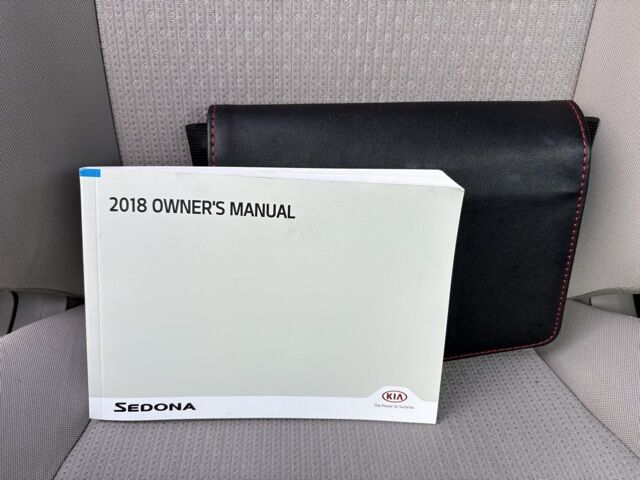 2018 OWNER'S MANUAL
SEDONA
KIA
The Power to Surprise